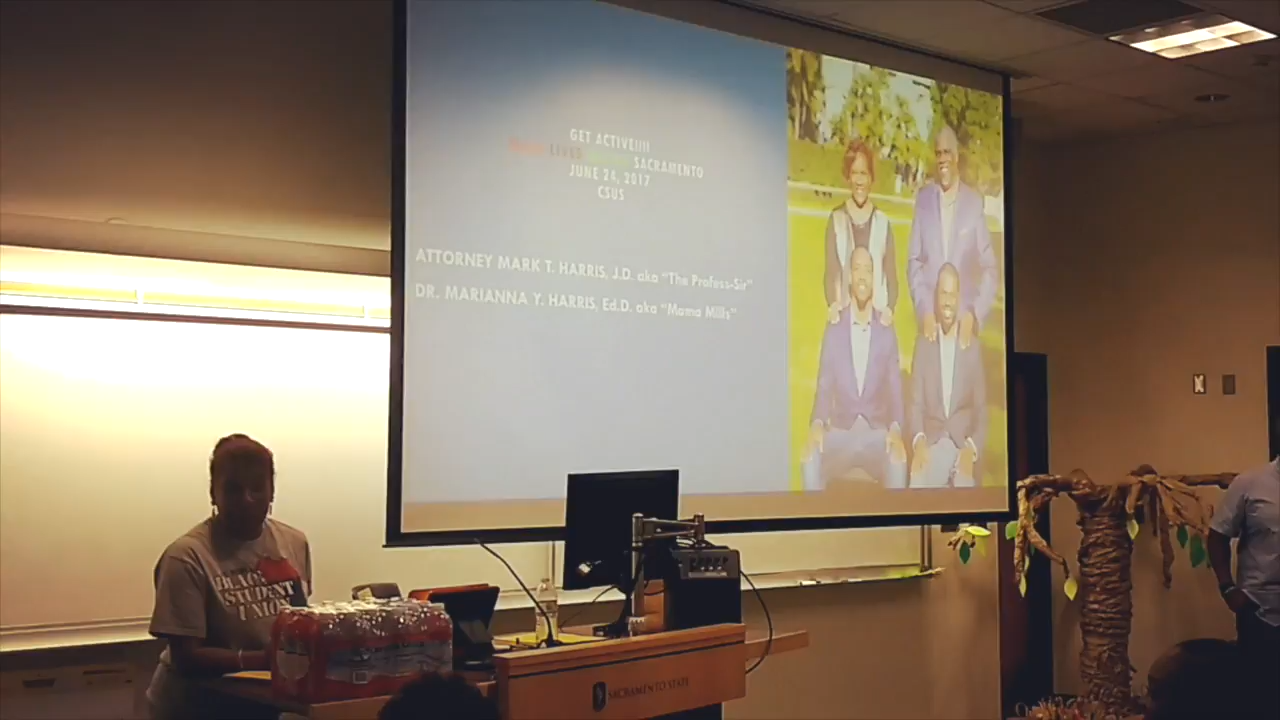 GET ACTIVE!!!!
LIVES SACRAMENTO
JUNE 24, 2017
CSUS
ATTORNEY MARK T. HARRIS, J.D. aka "The Profess-Sir"
DR. MARIANNA Y. HARRIS, Ed.D. aka "Mama Mills"
BLACK
STUDENT
UNION
SACRAMENTO STATE